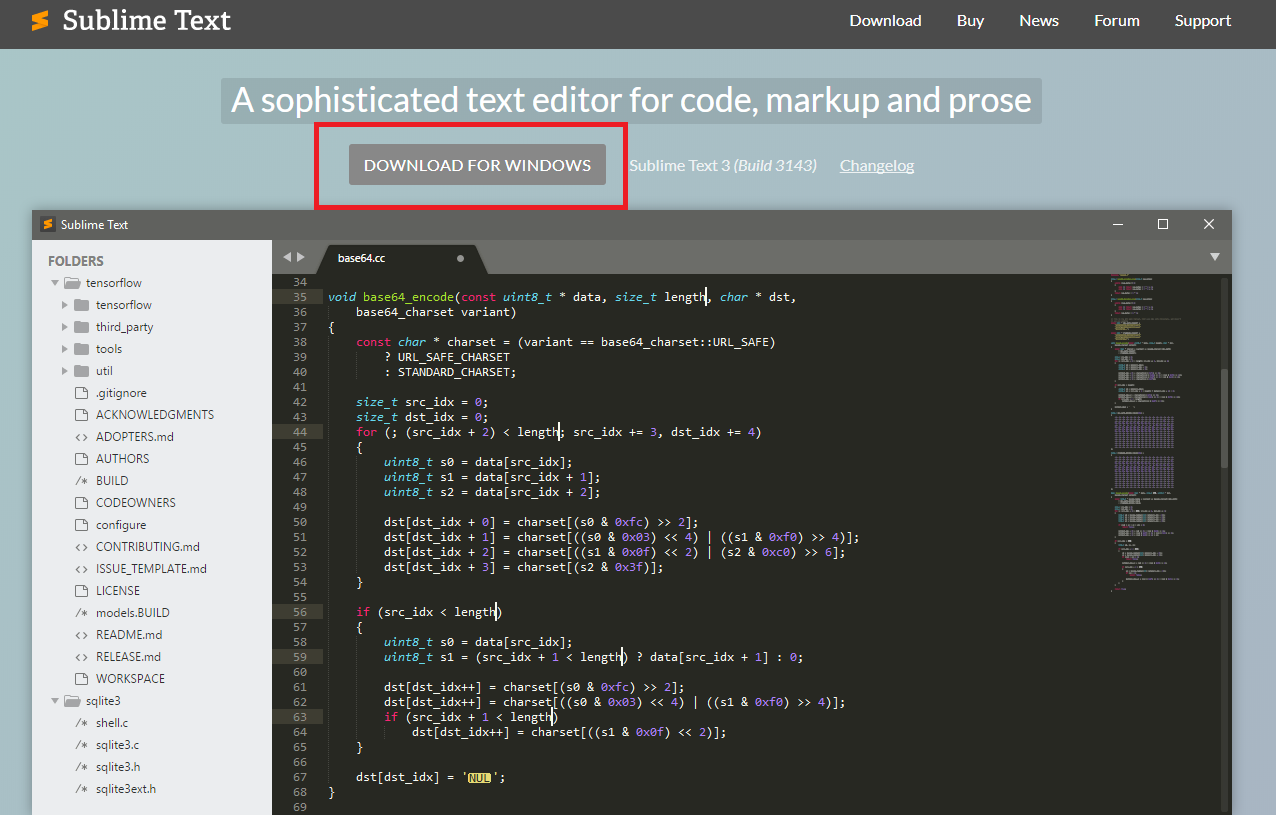 Sublime Text
Download Buy News Forum Support
A sophisticated text editor for code, markup and prose
DOWNLOAD FOR WINDOWS Sublime Text 3 (Build 3143) Changelog
Sublime Text
FOLDERS
tensorflow
tensorflow
third_party
tools
util
.gitignore
ACKNOWLEDGMENTS
<> ADOPTERS.md
AUTHORS
/* BUILD
CODEOWNERS
configure
<> CONTRIBUTING.md
<> ISSUE_TEMPLATE.md
LICENSE
/* models.BUILD
<> README.md
<> RELEASE.md
WORKSPACE
sqlite3
/* shell.c
/* sqlite3.c
/* sqlite3.h
/* sqlite3ext.h
base64.cc
34
35 void base64_encode(const uint8_t * data, size_t length, char * dst,
36 base64_charset variant)
37 {
38 const char * charset = (variant == base64_charset::URL_SAFE)
39 ? URL_SAFE_CHARSET
40 : STANDARD_CHARSET;
41
42 size_t src_idx = 0;
43 size_t dst_idx = 0;
44 for (; (src_idx + 2) < length; src_idx += 3, dst_idx += 4)
45 {
46 uint8_t s0 = data[src_idx];
47 uint8_t s1 = data[src_idx + 1];
48 uint8_t s2 = data[src_idx + 2];
49
50 dst[dst_idx + 0] = charset[(s0 & 0xfc) >> 2];
51 dst[dst_idx + 1] = charset[((s0 & 0x03) << 4) | ((s1 & 0xf0) >> 4)];
52 dst[dst_idx + 2] = charset[((s1 & 0x0f) << 2) | (s2 & 0xc0) >> 6];
53 dst[dst_idx + 3] = charset[(s2 & 0x3f)];
54 }
55
56 if (src_idx < length)
57 {
58 uint8_t s0 = data[src_idx];
59 uint8_t s1 = (src_idx + 1 < length) ? data[src_idx + 1] : 0;
60
61 dst[dst_idx++] = charset[(s0 & 0xfc) >> 2];
62 dst[dst_idx++] = charset[((s0 & 0x03) << 4) | ((s1 & 0xf0) >> 4)];
63 if (src_idx + 1 < length)
64 dst[dst_idx++] = charset[((s1 & 0x0f) << 2)];
65 }
66
67 dst[dst_idx] = 'NUL';
68 }
69